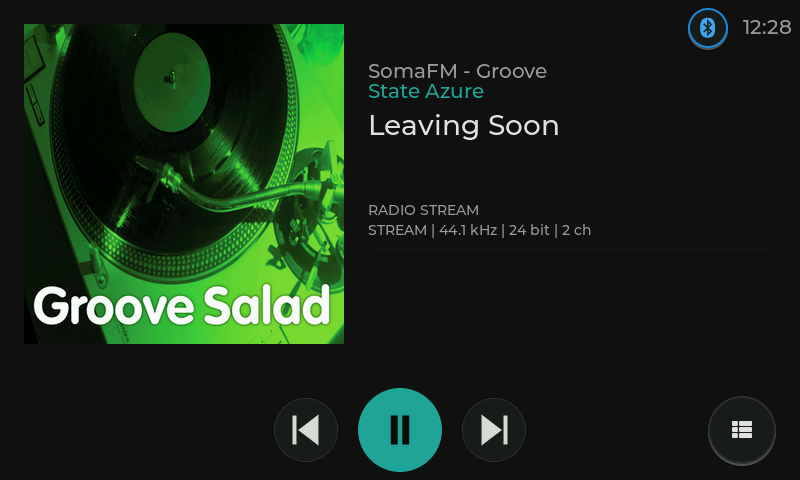 12:28
SomaFM - Groove
State Azure
Leaving Soon
RADIO STREAM
STREAM | 44.1 kHz | 24 bit | 2 ch
Groove Salad